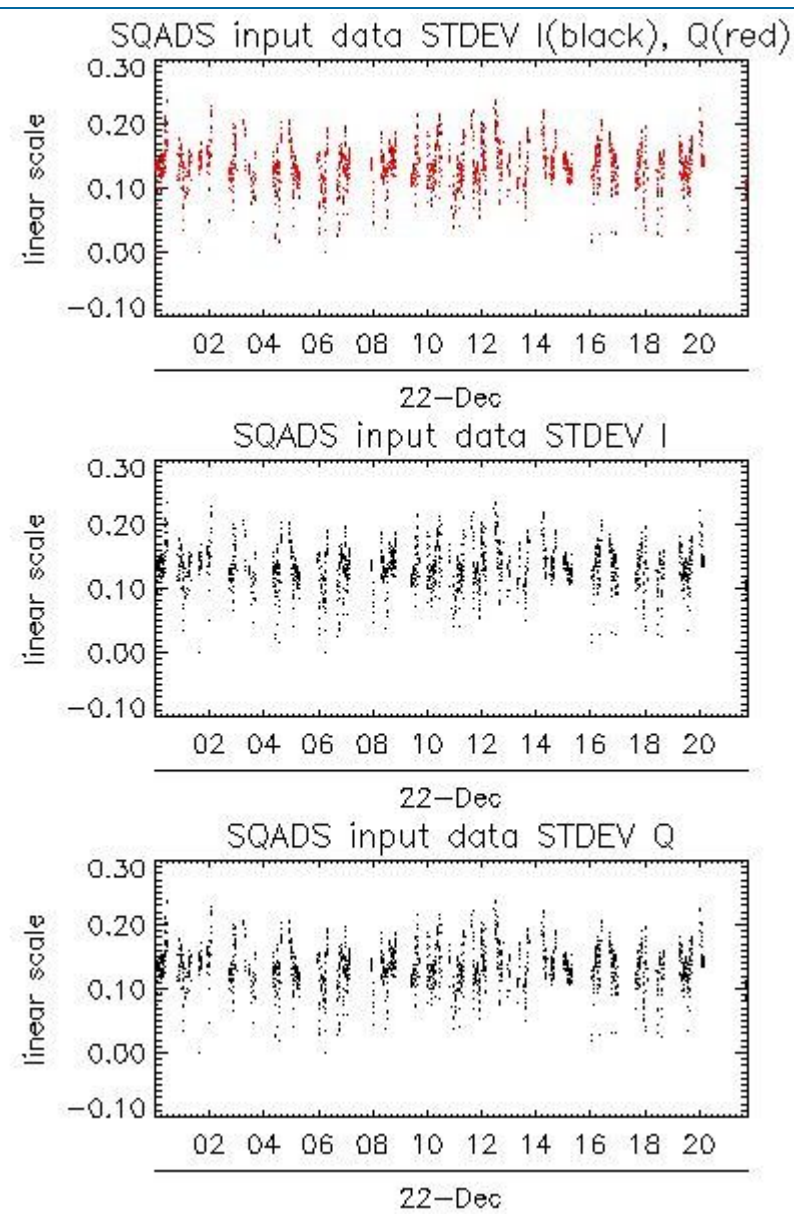 SQADS input data STDEV I(black), Q(red)
0.30
0.20
0.10
0.00
−0.10
linear scale
02 04 06 08 10 12 14 16 18 20
22−Dec
SQADS input data STDEV I
0.30
0.20
0.10
0.00
−0.10
linear scale
02 04 06 08 10 12 14 16 18 20
22−Dec
SQADS input data STDEV Q
0.30
0.20
0.10
0.00
−0.10
linear scale
02 04 06 08 10 12 14 16 18 20
22−Dec